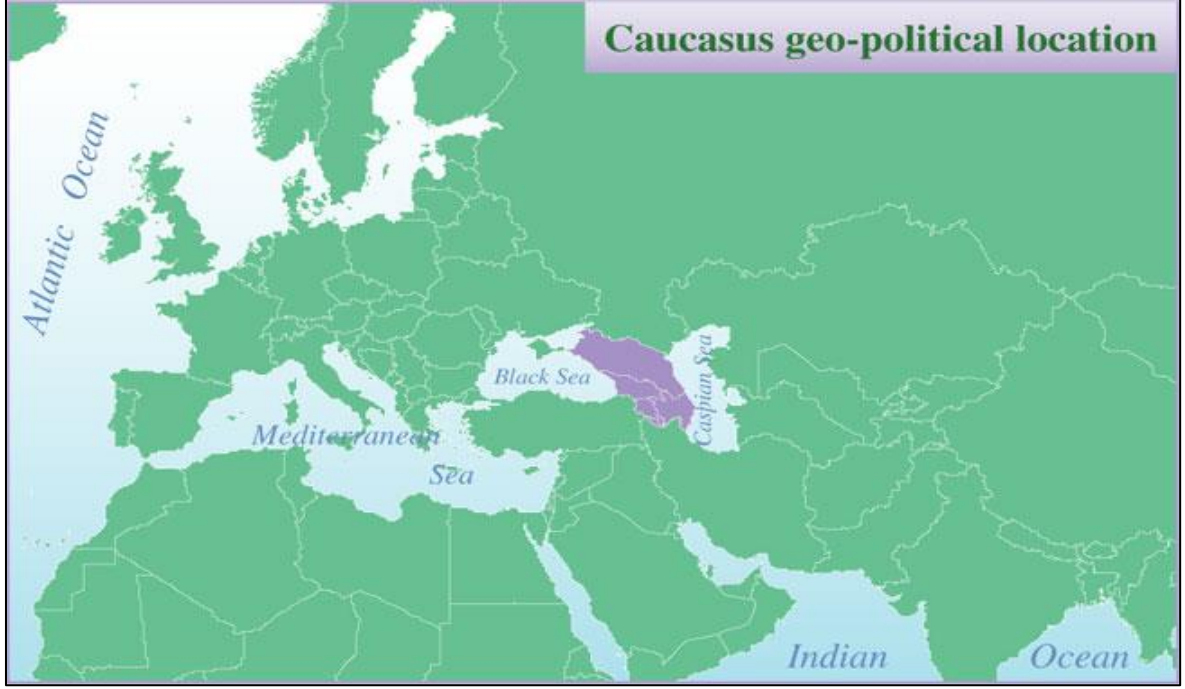 Caucasus geo-political location
Atlantic Ocean
Black Sea
Caspian Sea
Mediterranean
Sea
Indian Ocean